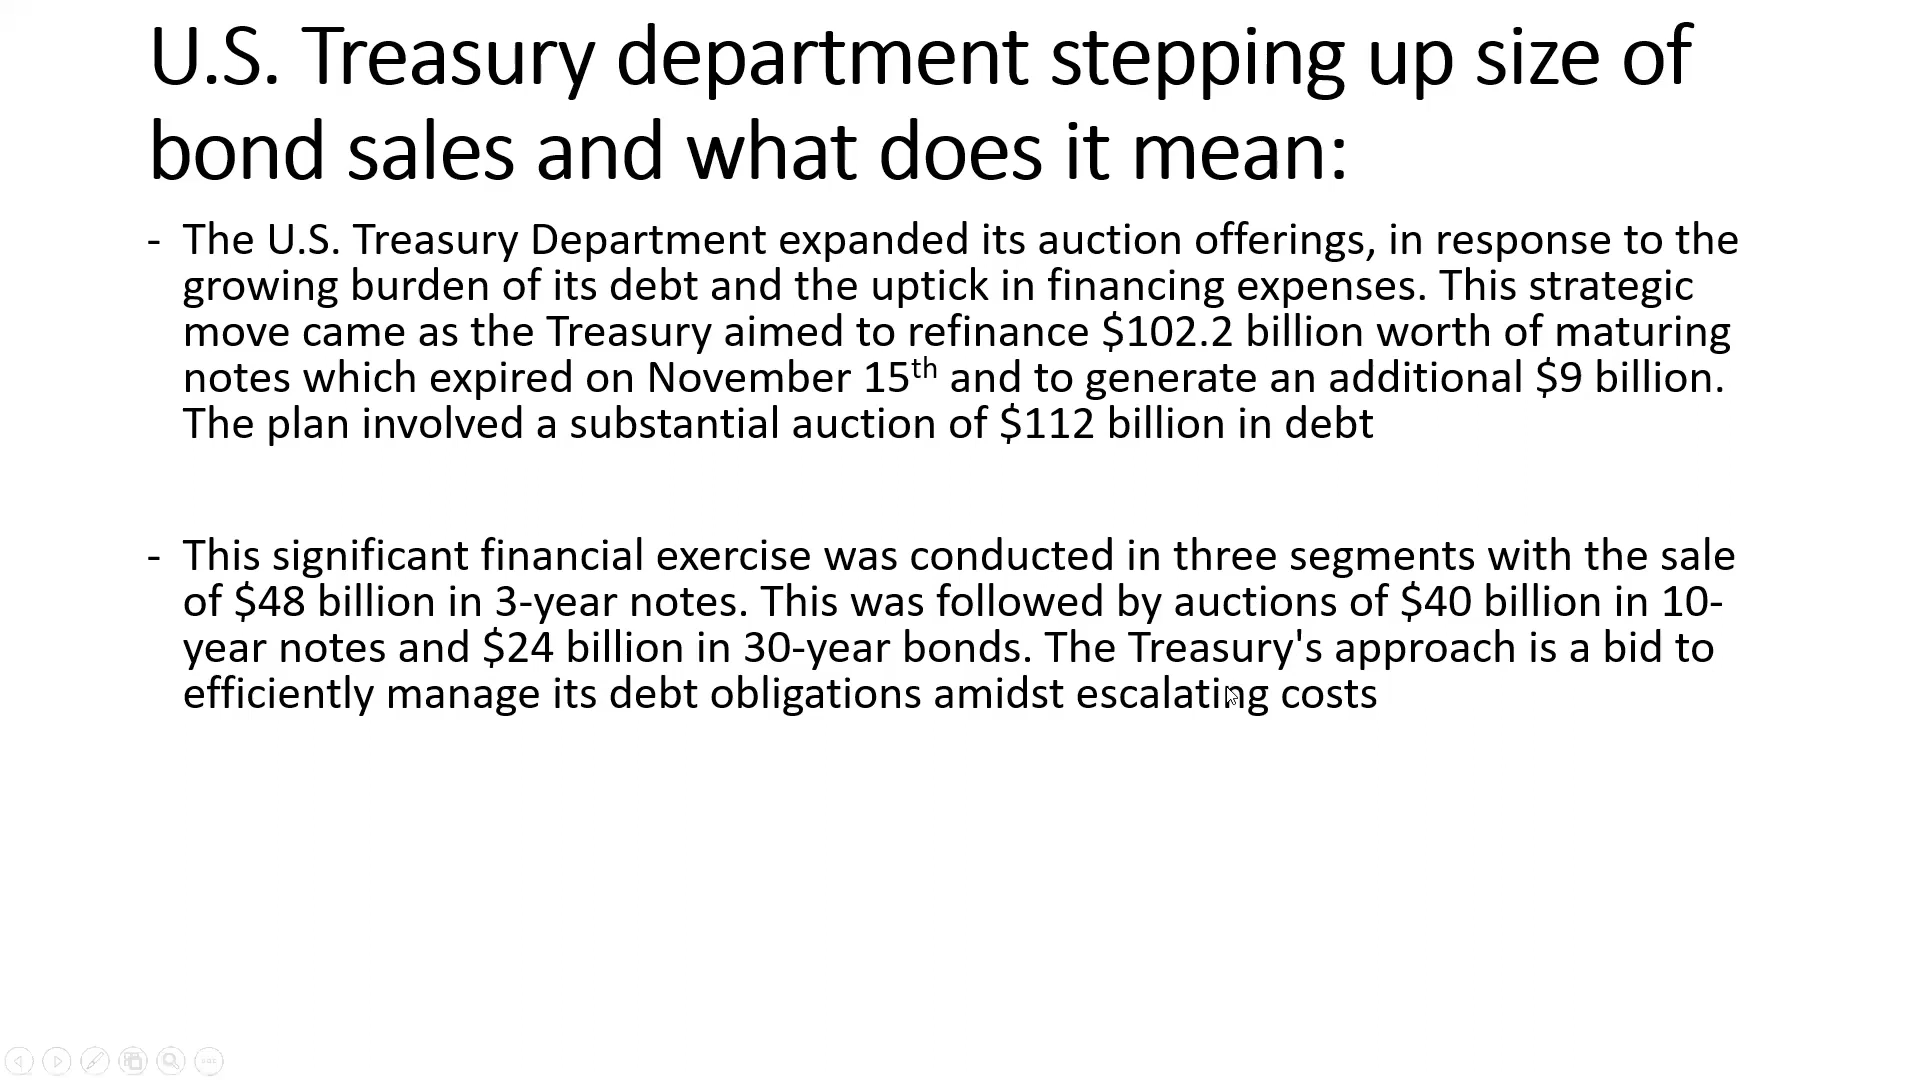 U.S. Treasury department stepping up size of
bond sales and what does it mean:
- The U.S. Treasury Department expanded its auction offerings, in response to the
growing burden of its debt and the uptick in financing expenses. This strategic
move came as the Treasury aimed to refinance $102.2 billion worth of maturing
notes which expired on November 15th and to generate an additional $9 billion.
The plan involved a substantial auction of $112 billion in debt
- This significant financial exercise was conducted in three segments with the sale
of $48 billion in 3-year notes. This was followed by auctions of $40 billion in 10-
year notes and $24 billion in 30-year bonds. The Treasury's approach is a bid to
efficiently manage its debt obligations amidst escalating costs